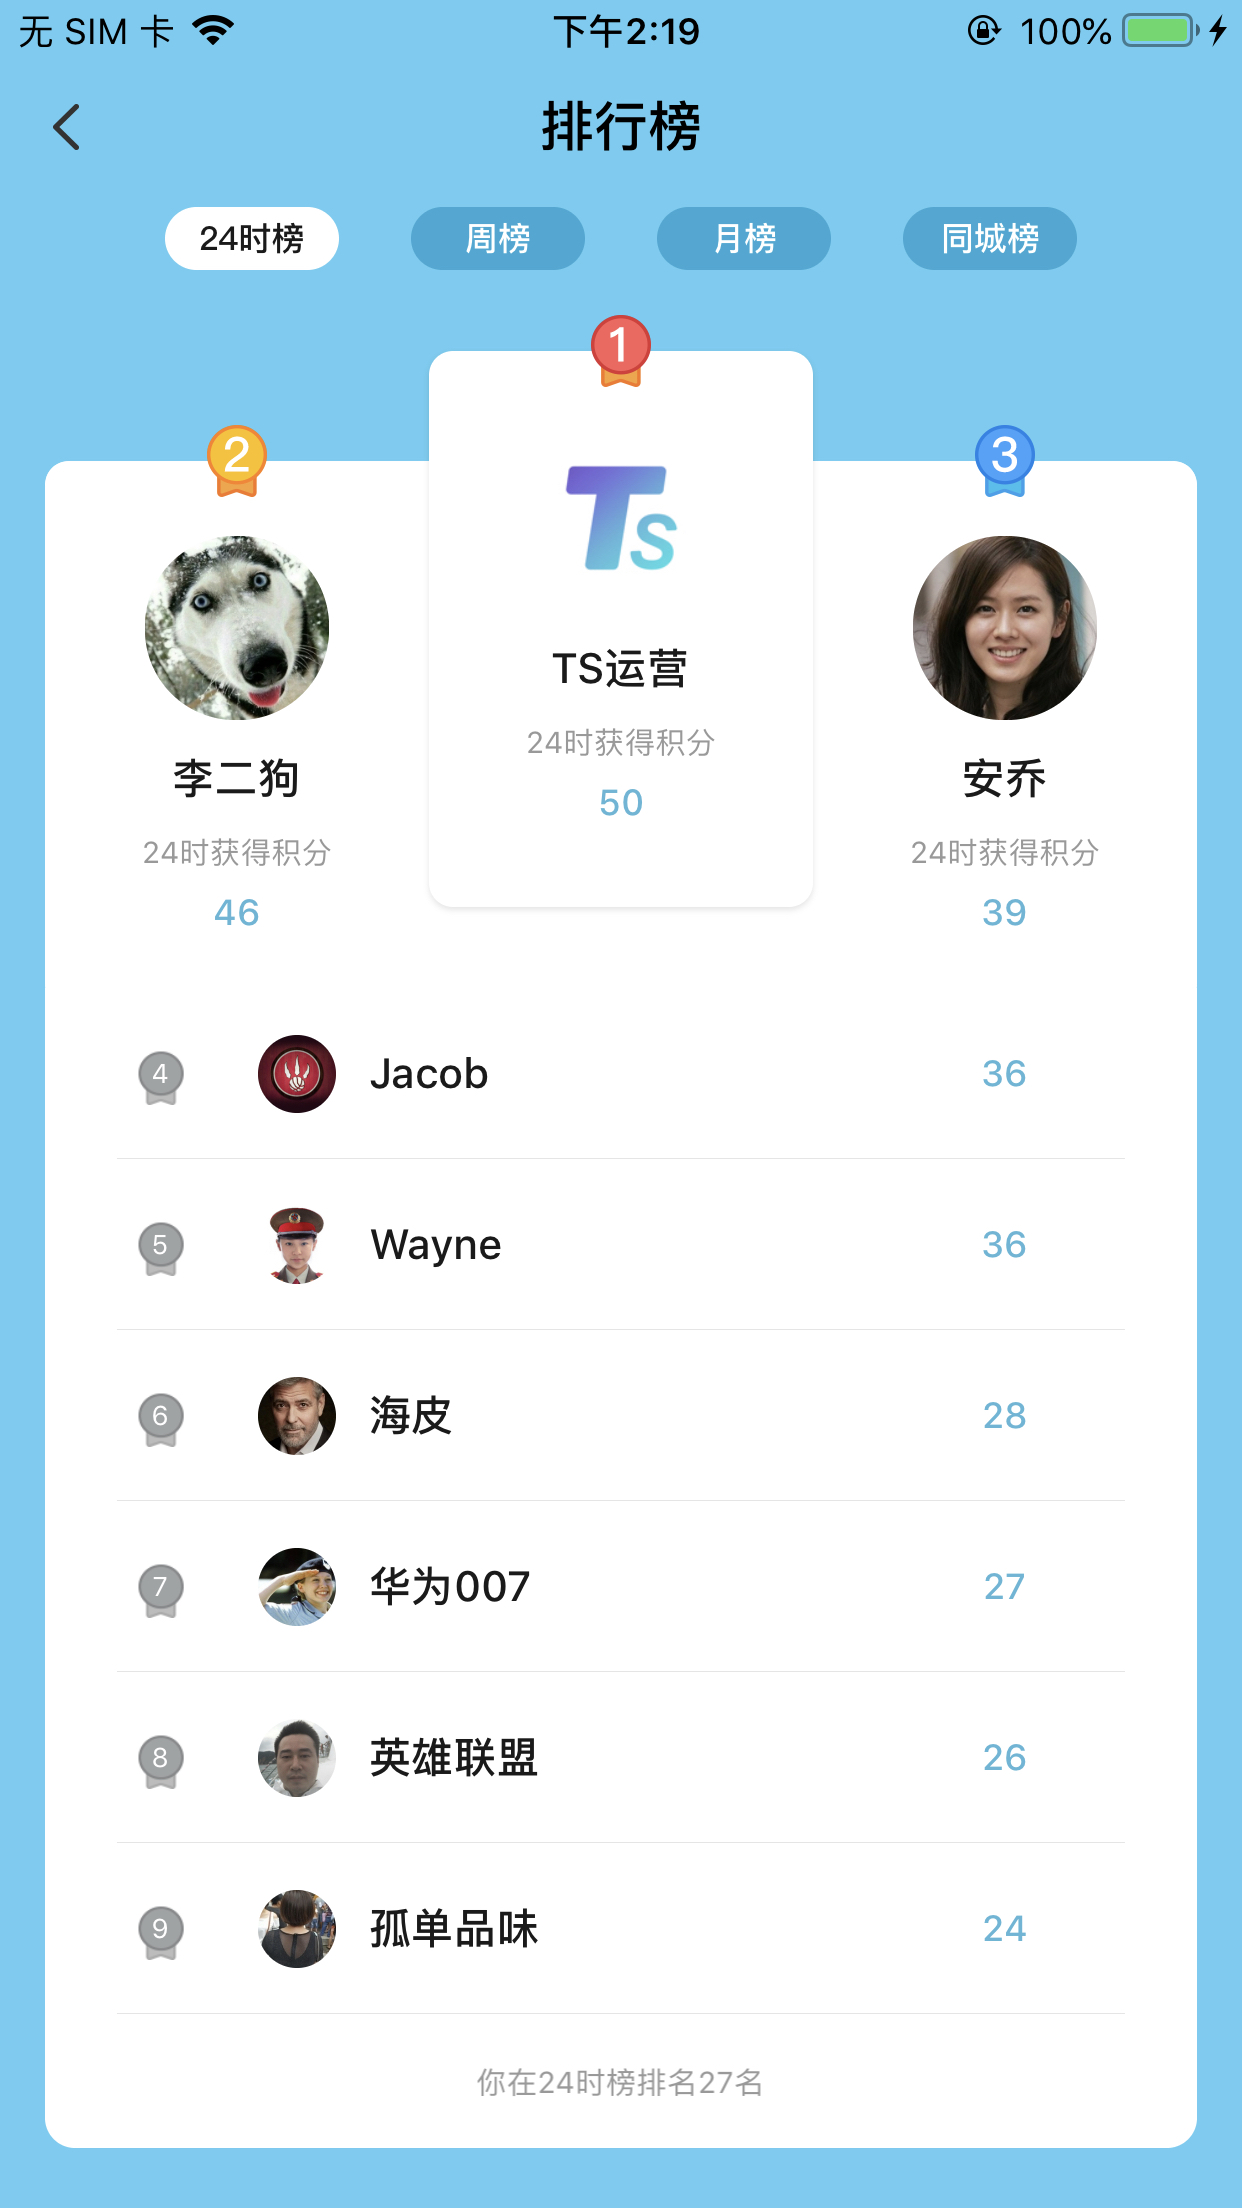 无 SIM 卡
下午2:19
100%
排行榜
24时榜
周榜
月榜
同城榜
1
TS
TS运营
24时获得积分
50
2
李二狗
24时获得积分
46
3
安乔
24时获得积分
39
4 Jacob 36
5 Wayne 36
6 海皮 28
7 华为007 27
8 英雄联盟 26
9 孤单品味 24
你在24时榜排名27名